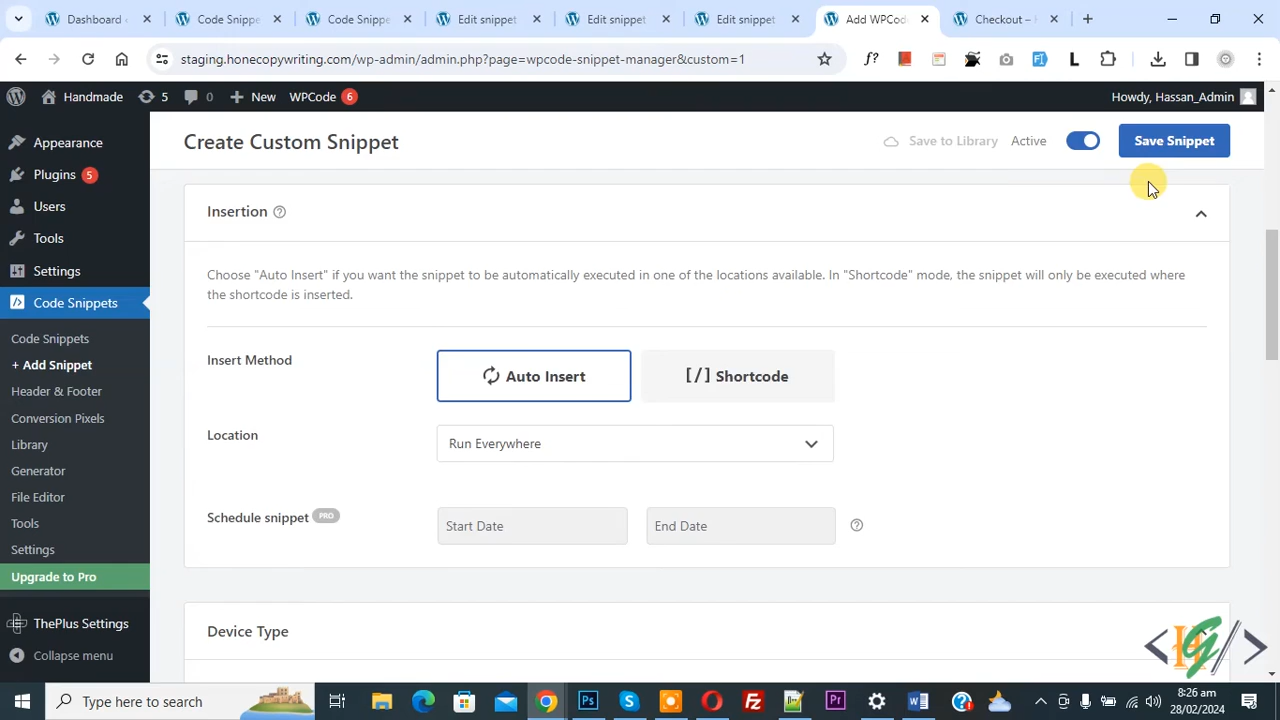 Dashboard
Code Snippe
Code Snippe
Edit snippet
Edit snippet
Edit snippet
Add WPCod
Checkout –
staging.honecopywriting.com/wp-admin/admin.php?page=wpcode-snippet-manager&custom=1
f?
L
Handmade
5
0
New
WPCode 6
Howdy, Hassan_Admin
Appearance
Plugins 5
Users
Tools
Settings
Code Snippets
Code Snippets
+ Add Snippet
Header & Footer
Conversion Pixels
Library
Generator
File Editor
Tools
Settings
Upgrade to Pro
ThePlus Settings
Collapse menu
Create Custom Snippet
Save to Library
Active
Save Snippet
Insertion
Choose "Auto Insert" if you want the snippet to be automatically executed in one of the locations available. In "Shortcode" mode, the snippet will only be executed where
the shortcode is inserted.
Insert Method
Auto Insert
[/] Shortcode
Location
Run Everywhere
Schedule snippet PRO
Start Date
End Date
Device Type
Type here to search
8:26 am
28/02/2024